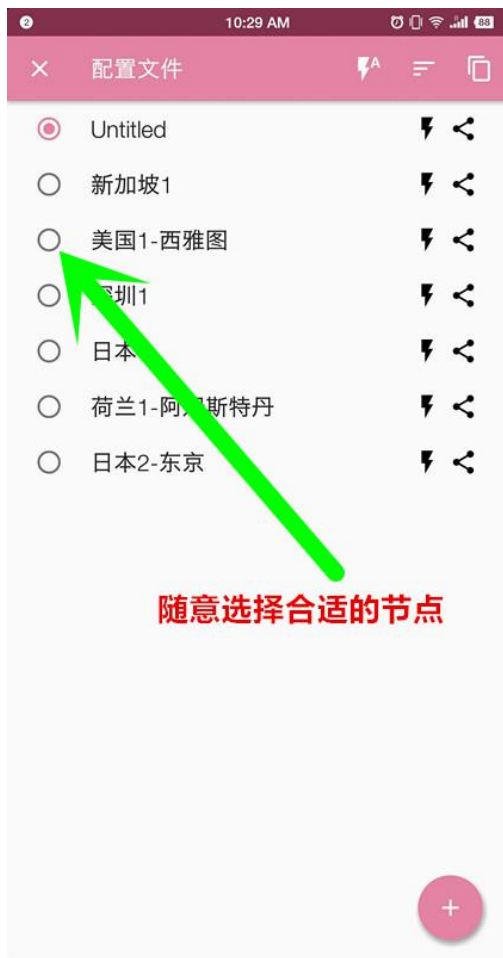 2
10:29 AM
88
配置文件
A
Untitled
新加坡1
美国1-西雅图
圳1
日本
荷兰1-阿 斯特丹
日本2-东京
随意选择合适的节点